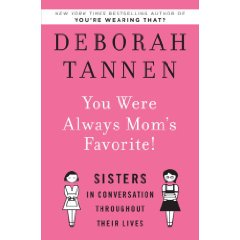 NEW YORK TIMES BESTSELLING AUTHOR OF
YOU'RE WEARING THAT?
DEBORAH
TANNEN
You Were
Always Mom's
Favorite!
SISTERS
IN CONVERSATION
THROUGHOUT
THEIR LIVES